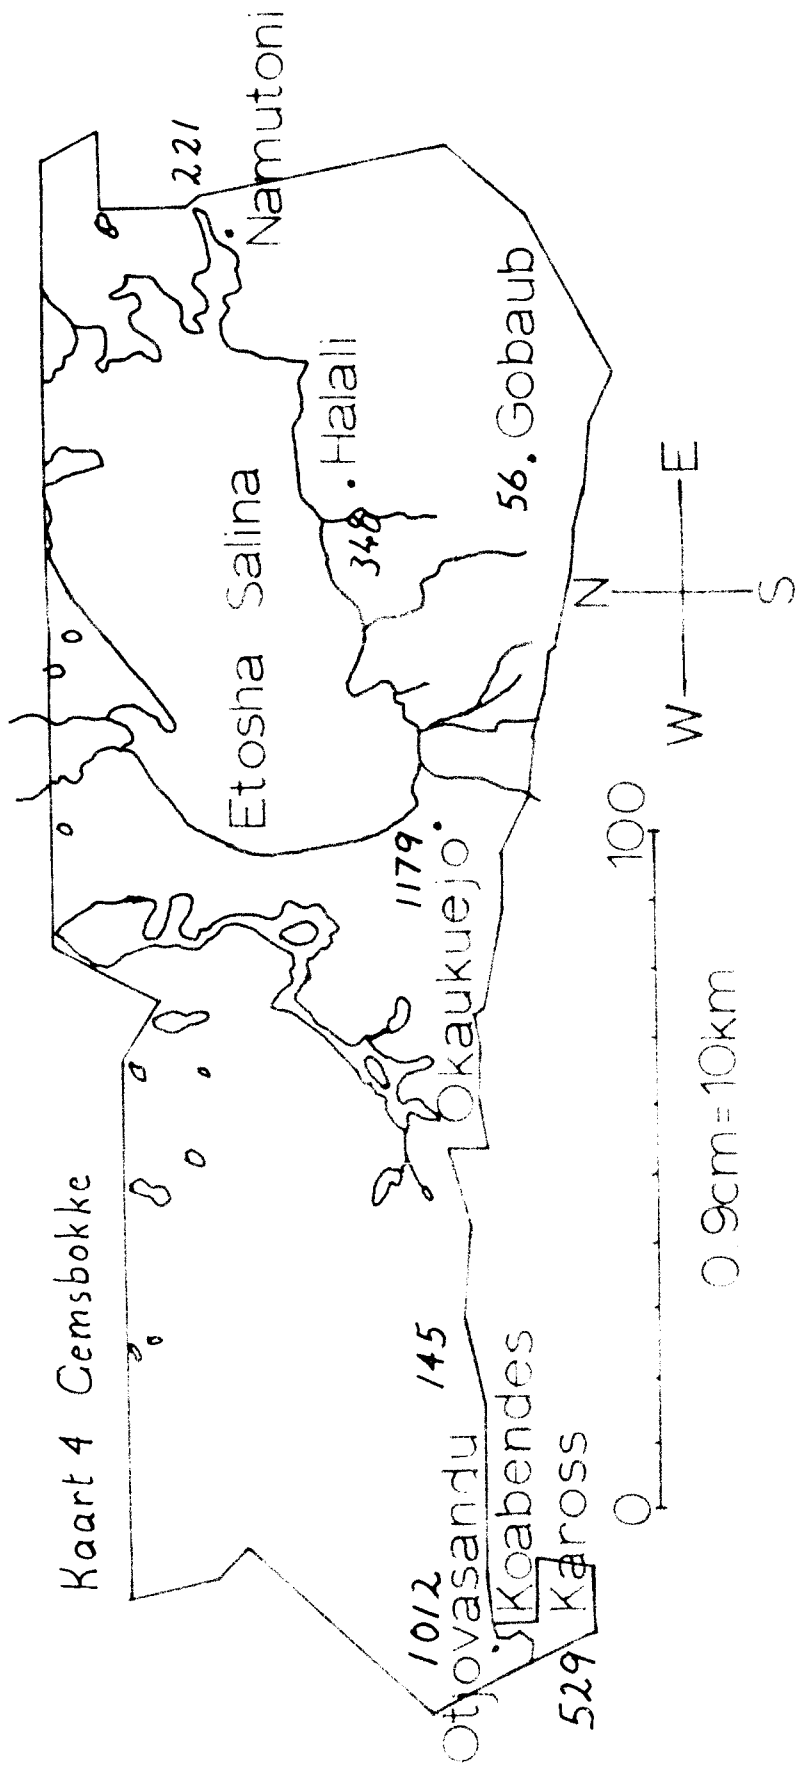 Kaart 4 Gemsbokke
221
Namutoni
Etosha Salina
Halali
348
56
Gobaub
1179
Okaukuejo
145
1012
Otjovasandu
Koabendes
Kaross
529
N
W
E
S
0
100
0.9cm=10km